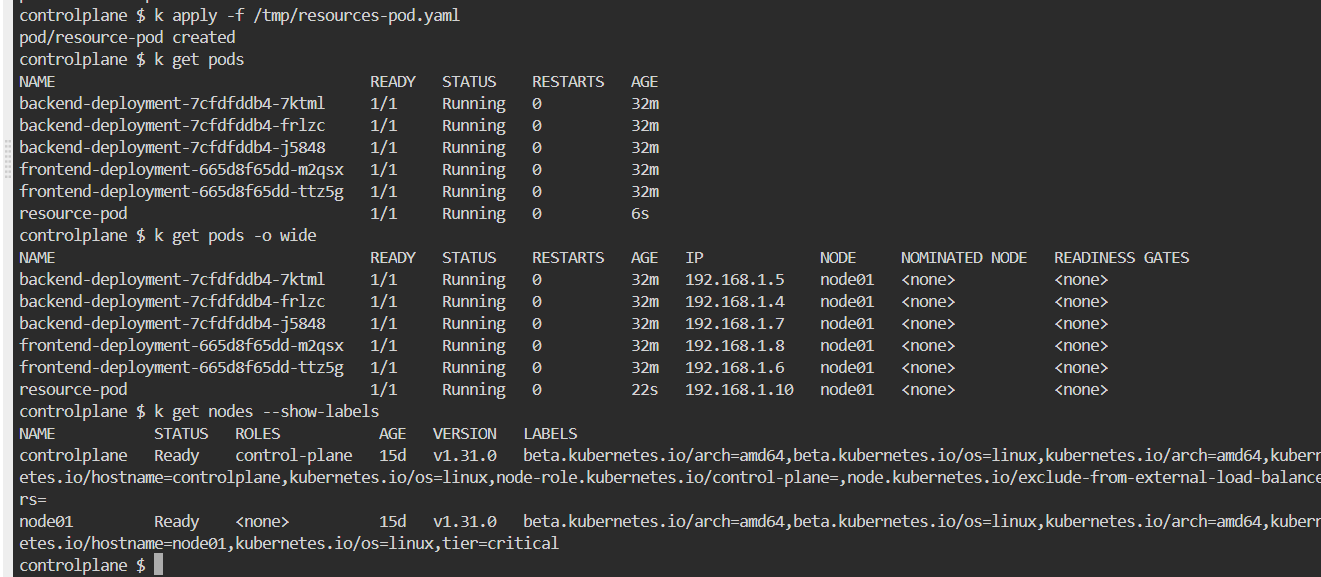 controlplane $ k apply -f /tmp/resources-pod.yaml
pod/resource-pod created
controlplane $ k get pods
NAME READY STATUS RESTARTS AGE
backend-deployment-7cfdfddb4-7ktml 1/1 Running 0 32m
backend-deployment-7cfdfddb4-frlzc 1/1 Running 0 32m
backend-deployment-7cfdfddb4-j5848 1/1 Running 0 32m
frontend-deployment-665d8f65dd-m2qsx 1/1 Running 0 32m
frontend-deployment-665d8f65dd-ttz5g 1/1 Running 0 32m
resource-pod 1/1 Running 0 6s
controlplane $ k get pods -o wide
NAME READY STATUS RESTARTS AGE IP NODE NOMINATED NODE READINESS GATES
backend-deployment-7cfdfddb4-7ktml 1/1 Running 0 32m 192.168.1.5 node01 <none> <none>
backend-deployment-7cfdfddb4-frlzc 1/1 Running 0 32m 192.168.1.4 node01 <none> <none>
backend-deployment-7cfdfddb4-j5848 1/1 Running 0 32m 192.168.1.7 node01 <none> <none>
frontend-deployment-665d8f65dd-m2qsx 1/1 Running 0 32m 192.168.1.8 node01 <none> <none>
frontend-deployment-665d8f65dd-ttz5g 1/1 Running 0 32m 192.168.1.6 node01 <none> <none>
resource-pod 1/1 Running 0 22s 192.168.1.10 node01 <none> <none>
controlplane $ k get nodes --show-labels
NAME STATUS ROLES AGE VERSION LABELS
controlplane Ready control-plane 15d v1.31.0 beta.kubernetes.io/arch=amd64,beta.kubernetes.io/os=linux,kubernetes.io/arch=amd64,kubern
etes.io/hostname=controlplane,kubernetes.io/os=linux,node-role.kubernetes.io/control-plane=,node.kubernetes.io/exclude-from-external-load-balance
rs=
node01 Ready <none> 15d v1.31.0 beta.kubernetes.io/arch=amd64,beta.kubernetes.io/os=linux,kubernetes.io/arch=amd64,kubern
etes.io/hostname=node01,kubernetes.io/os=linux,tier=critical
controlplane $